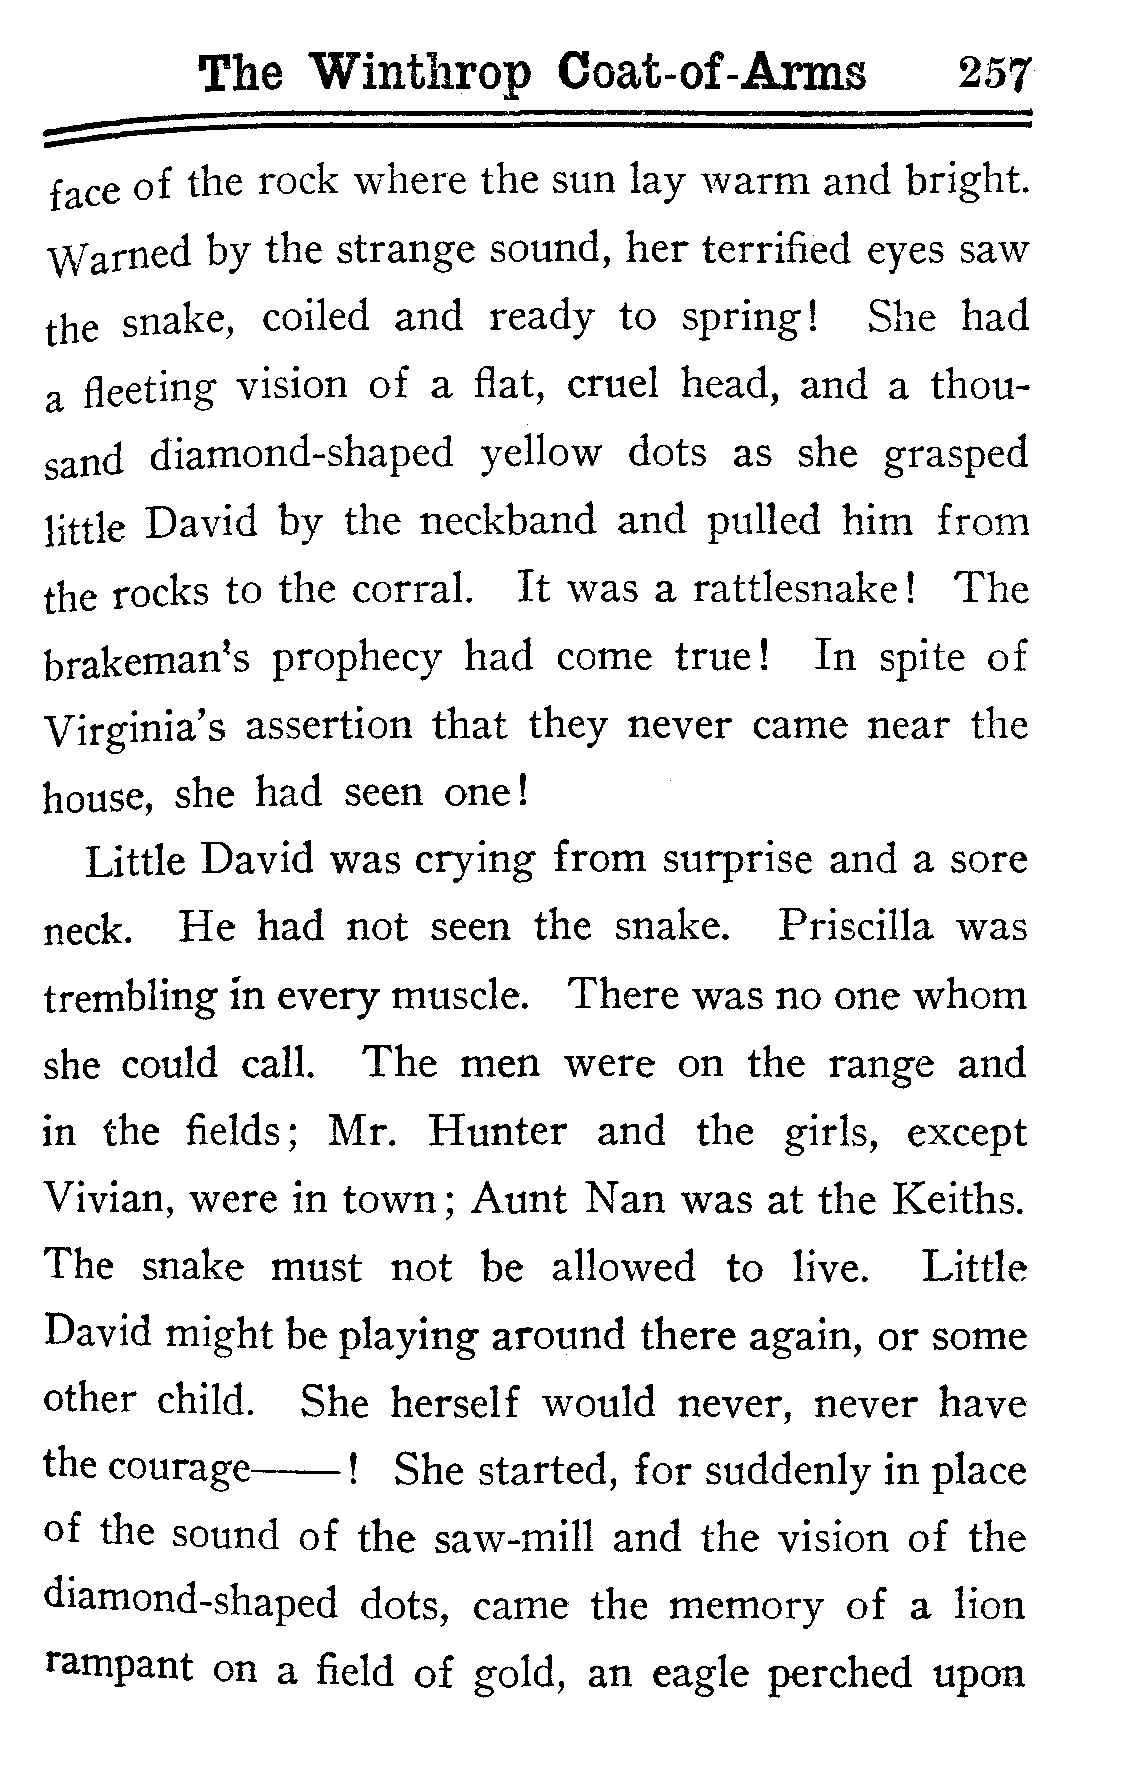 The Winthrop Coat-of-Arms 257
face of the rock where the sun lay warm and bright.
Warned by the strange sound, her terrified eyes saw
the snake, coiled and ready to spring! She had
a fleeting vision of a flat, cruel head, and a thou-
sand diamond-shaped yellow dots as she grasped
little David by the neckband and pulled him from
the rocks to the corral. It was a rattlesnake! The
brakeman's prophecy had come true! In spite of
Virginia's assertion that they never came near the
house, she had seen one!
Little David was crying from surprise and a sore
neck. He had not seen the snake. Priscilla was
trembling in every muscle. There was no one whom
she could call. The men were on the range and
in the fields; Mr. Hunter and the girls, except
Vivian, were in town; Aunt Nan was at the Keiths.
The snake must not be allowed to live. Little
David might be playing around there again, or some
other child. She herself would never, never have
the courage——! She started, for suddenly in place
of the sound of the saw-mill and the vision of the
diamond-shaped dots, came the memory of a lion
rampant on a field of gold, an eagle perched upon